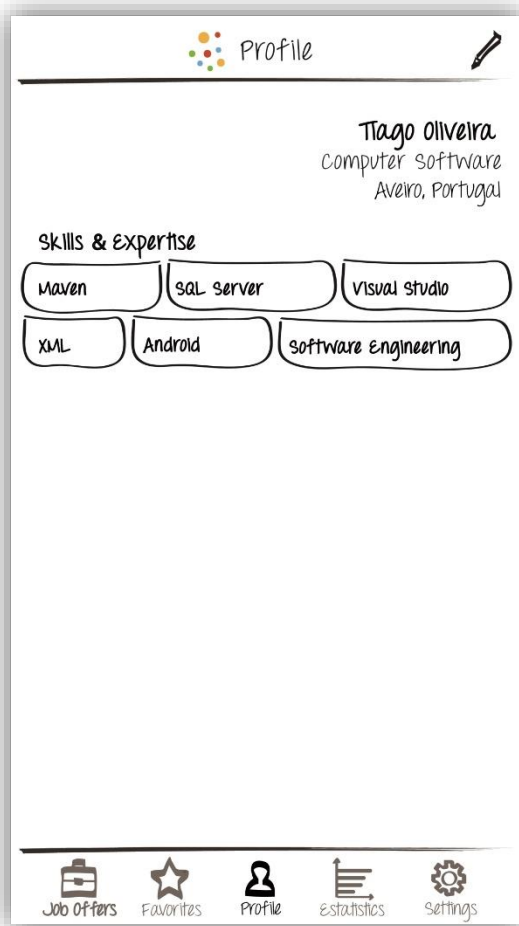 Profile
Tiago Oliveira
Computer Software
Aveiro, Portugal
Skills & Expertise
Maven SQL Server Visual Studio
XML Android Software Engineering
Job Offers Favorites Profile Estatistics Settings